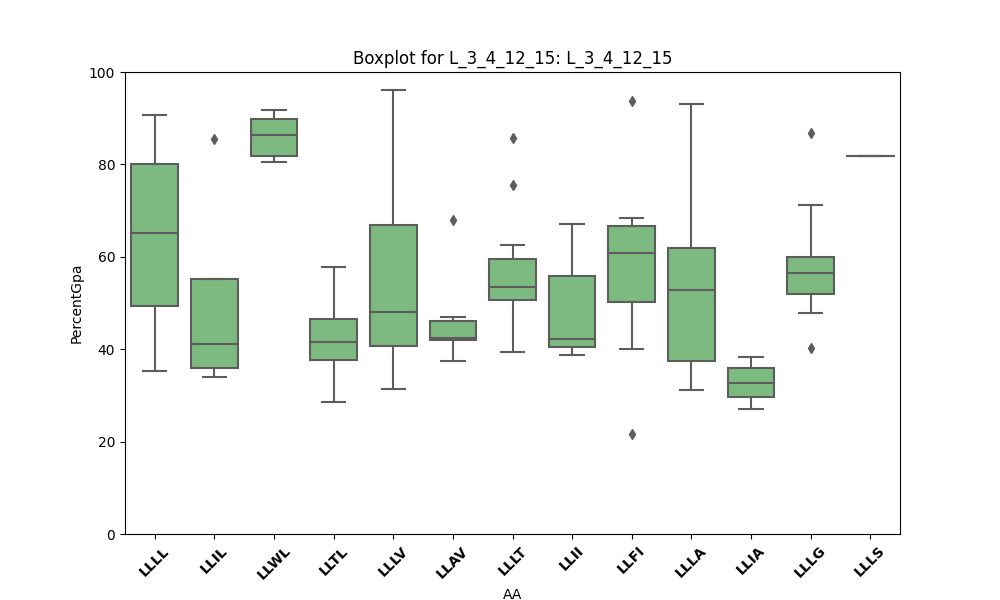 Boxplot for L_3_4_12_15: L_3_4_12_15
100
80
60
40
20
0
PercentGpa
LLLL LLIL LLWL LLTL LLLV LLAV LLLT LLII LLFI LLLA LLIA LLLG LLLS
AA